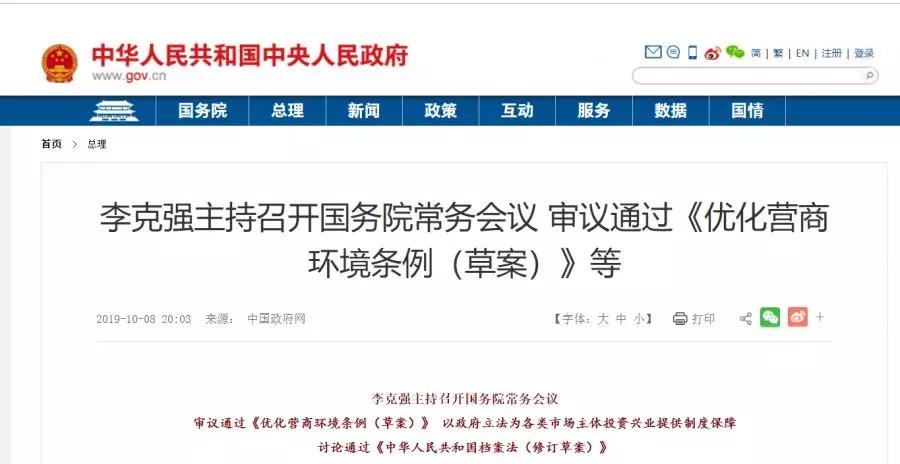 中华人民共和国中央人民政府
www.gov.cn
简 | 繁 | EN | 注册 | 登录
国务院 总理 新闻 政策 互动 服务 数据 国情
首页 > 总理
李克强主持召开国务院常务会议 审议通过《优化营商
环境条例（草案）》等
2019-10-08 20:03 来源： 中国政府网 【字体：大 中 小】 打印 +
李克强主持召开国务院常务会议
审议通过《优化营商环境条例（草案）》 以政府立法为各类市场主体投资兴业提供制度保障
讨论通过《中华人民共和国档案法（修订草案）》